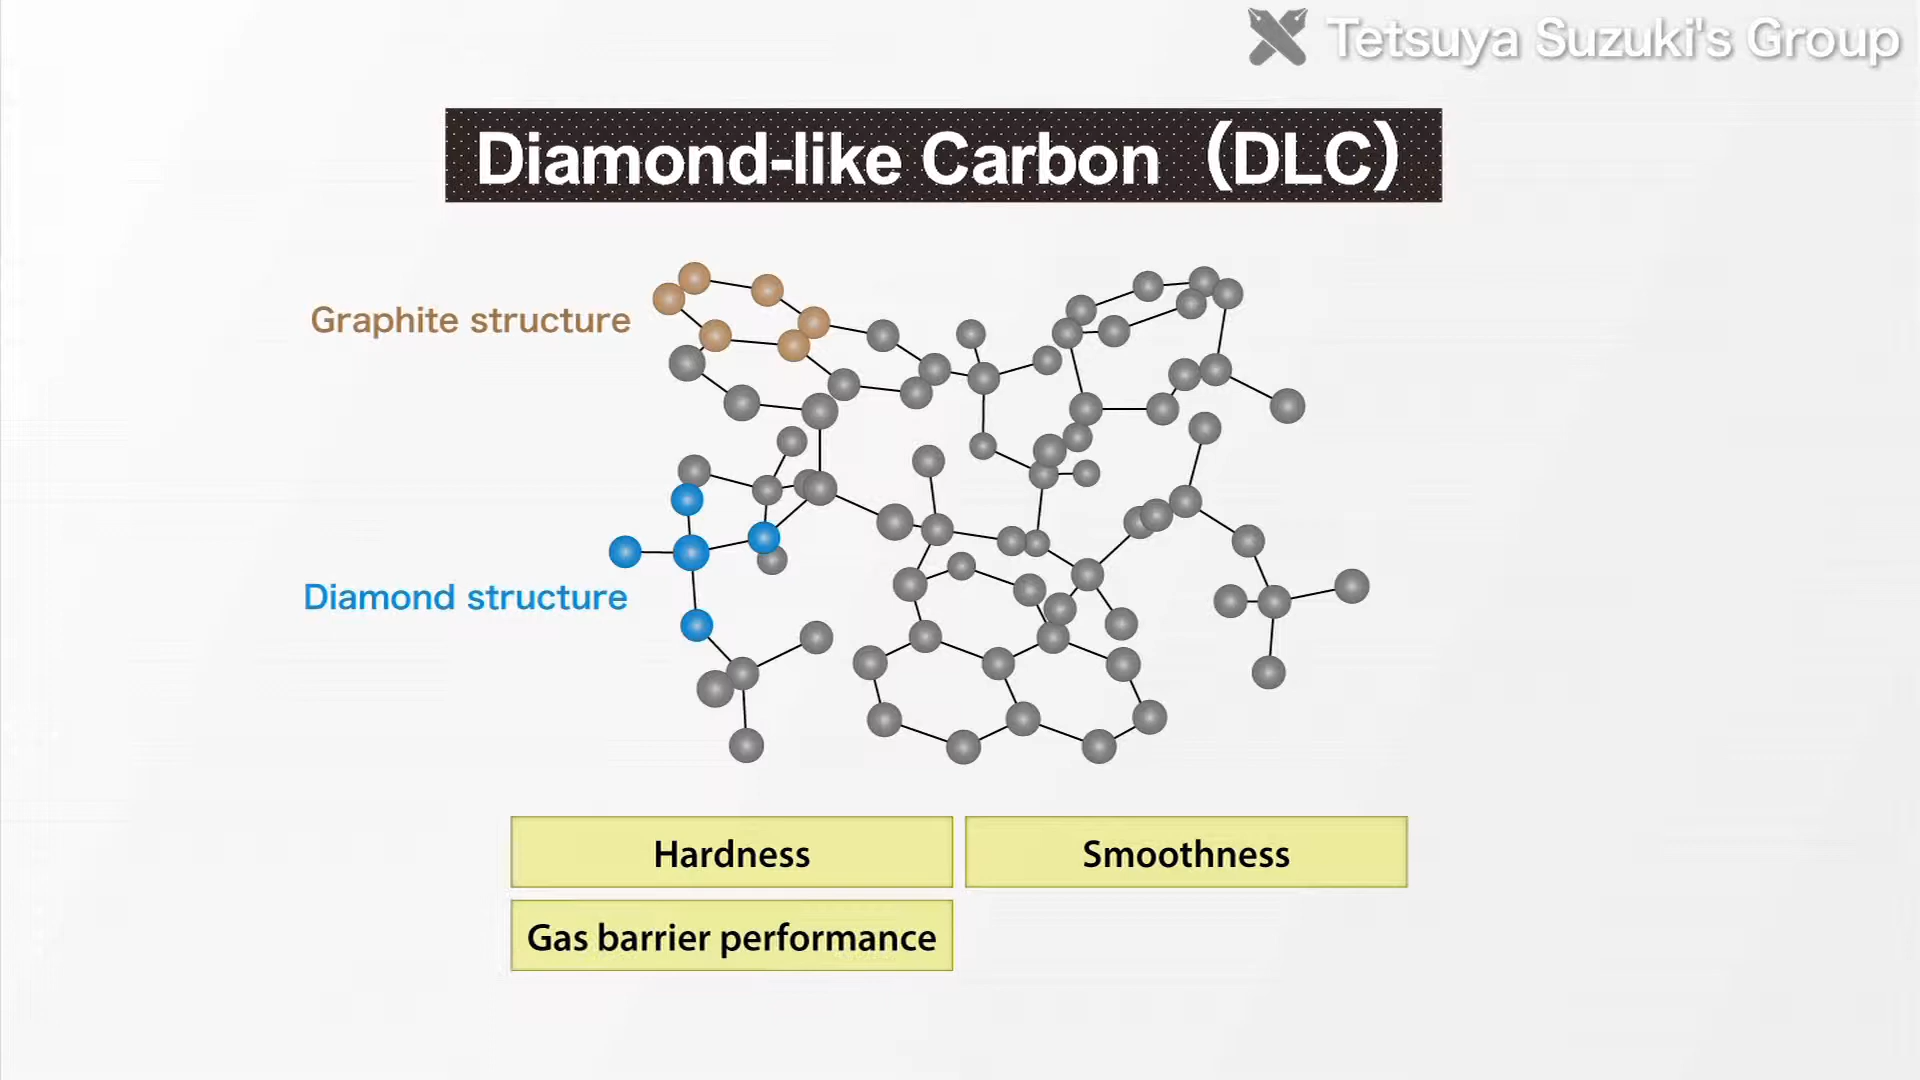 Tetsuya Suzuki's Group
Diamond-like Carbon（DLC）
Graphite structure
Diamond structure
Hardness
Smoothness
Gas barrier performance